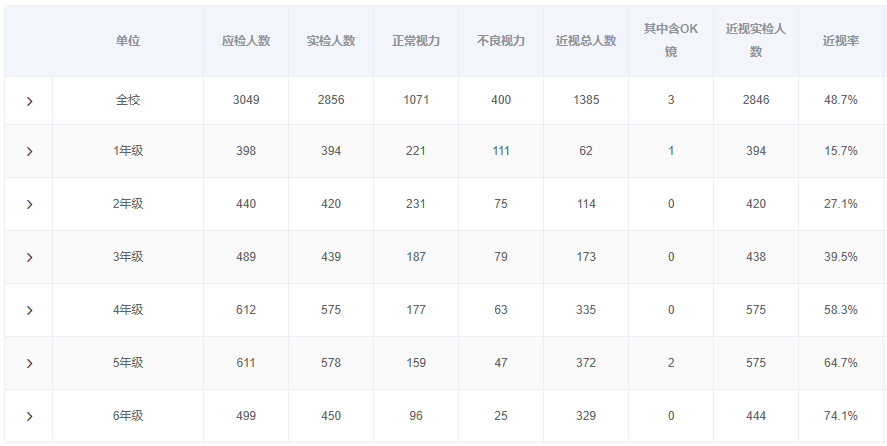 单位 应检人数 实检人数 正常视力 不良视力 近视总人数 其中含OK镜 近视实检人数 近视率
全校 3049 2856 1071 400 1385 3 2846 48.7%
1年级 398 394 221 111 62 1 394 15.7%
2年级 440 420 231 75 114 0 420 27.1%
3年级 489 439 187 79 173 0 438 39.5%
4年级 612 575 177 63 335 0 575 58.3%
5年级 611 578 159 47 372 2 575 64.7%
6年级 499 450 96 25 329 0 444 74.1%